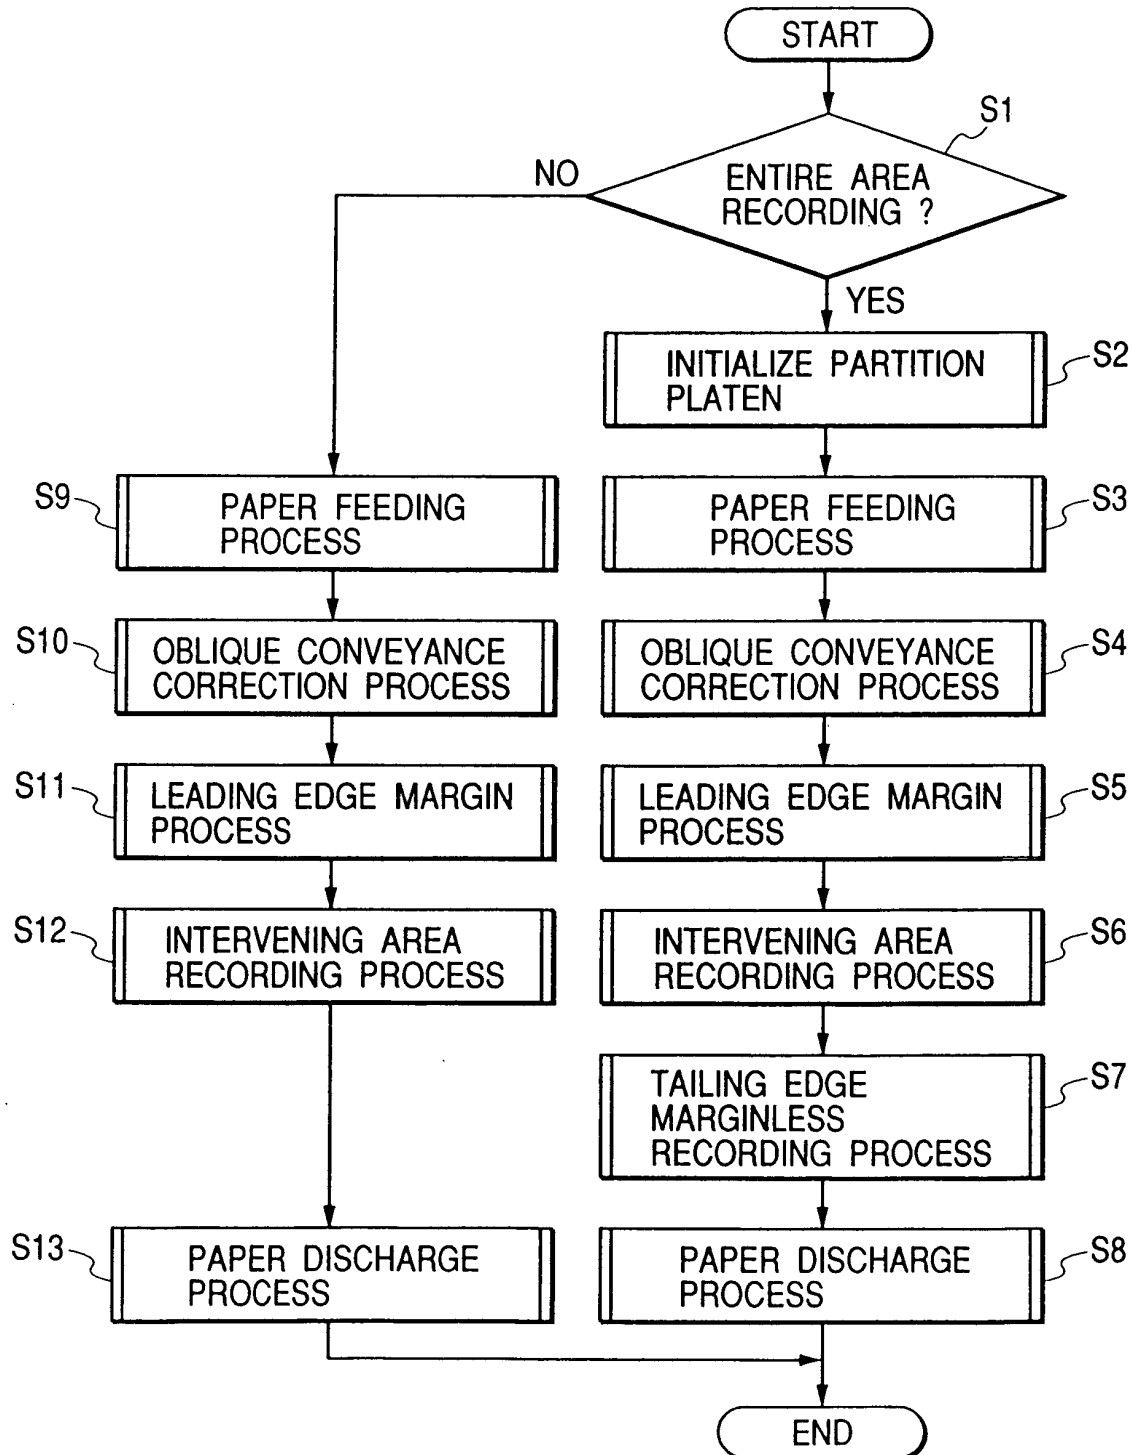 START
S1
ENTIRE AREA
RECORDING ?
NO
YES
S2
INITIALIZE PARTITION
PLATEN
S9
PAPER FEEDING
PROCESS
S3
PAPER FEEDING
PROCESS
S10
OBLIQUE CONVEYANCE
CORRECTION PROCESS
S4
OBLIQUE CONVEYANCE
CORRECTION PROCESS
S11
LEADING EDGE MARGIN
PROCESS
S5
LEADING EDGE MARGIN
PROCESS
S12
INTERVENING AREA
RECORDING PROCESS
S6
INTERVENING AREA
RECORDING PROCESS
S7
TAILING EDGE
MARGINLESS
RECORDING PROCESS
S13
PAPER DISCHARGE
PROCESS
S8
PAPER DISCHARGE
PROCESS
END